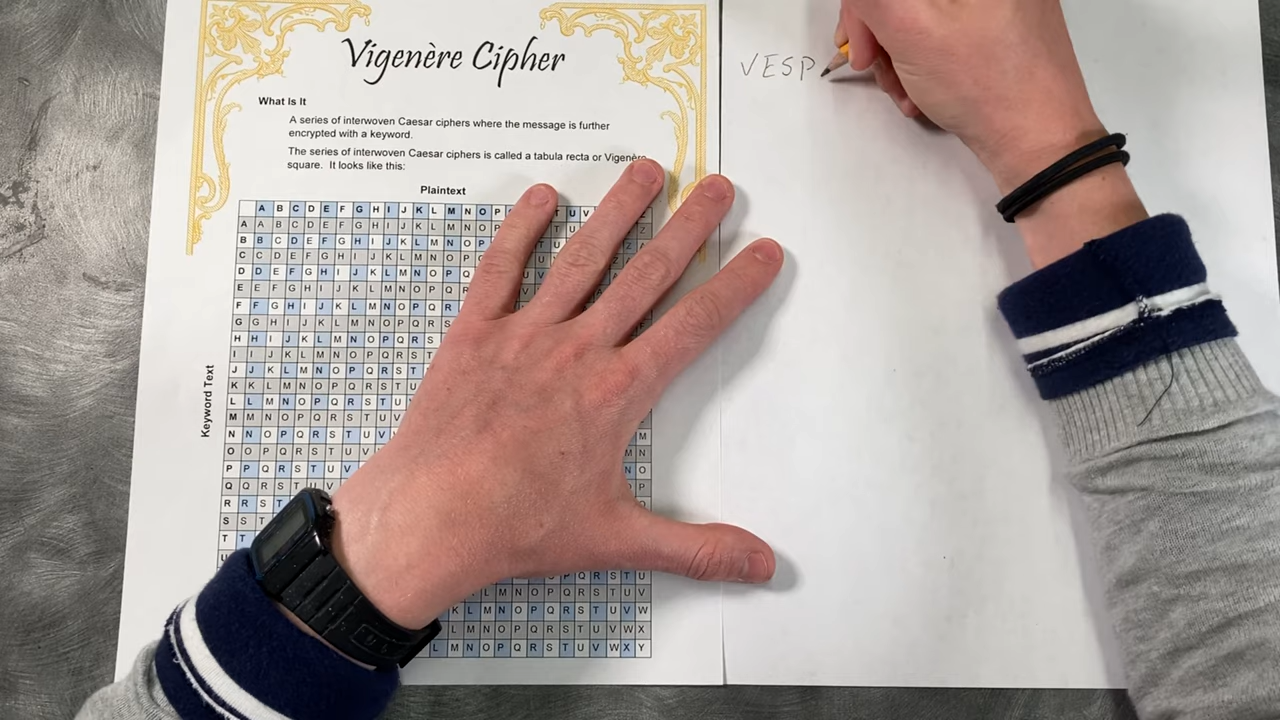 Vigenère Cipher
VESP
What Is It
A series of interwoven Caesar ciphers where the message is further
encrypted with a keyword.
The series of interwoven Caesar ciphers is called a tabula recta or Vigenère
square. It looks like this:
Plaintext
Keyword Text
A B C D E F G H I J K L M N O P
A A B C D E F G H I J K L M N O P
B B C D E F G H I J K L M N O P
C C D E F G H I J K L M N O P
D D E F G H I J K L M N O P Q
E E F G H I J K L M N O P Q R
F F G H I J K L M N O P Q R
G G H I J K L M N O P Q R S
H H I J K L M N O P Q R S
I I J K L M N O P Q R S T
J J K L M N O P Q R S T
K K L M N O P Q R S T U
L L M N O P Q R S T U
M M N O P Q R S T U V
N N O P Q R S T U V
O O P Q R S T U V
P P Q R S T U V
Q Q R S T U V
R R S T
S S T
T T
P Q R S T U
L M N O P Q R S T U V
K L M N O P Q R S T U V W
L M N O P Q R S T U V W X
L M N O P Q R S T U V W X Y